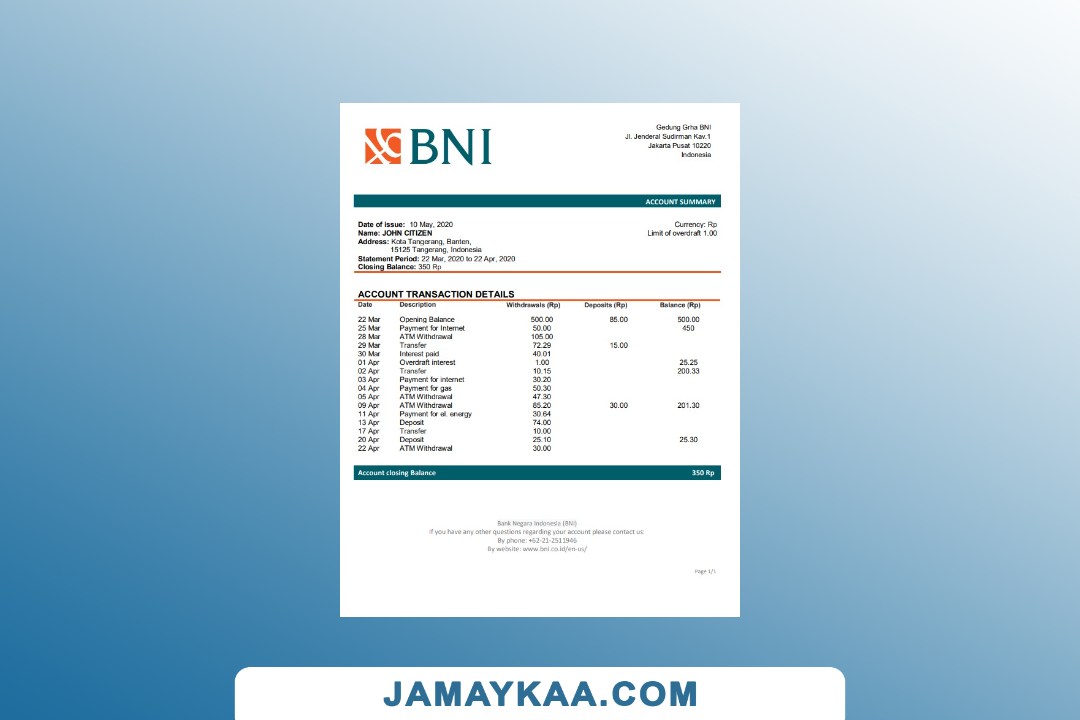 BNI
Gedung Grha BNI
Jl. Jenderal Sudirman Kav.1
Jakarta Pusat 10220
Indonesia
ACCOUNT SUMMARY
Date of issue: 10 May, 2020
Currency: Rp
Name: JOHN CITIZEN
Limit of overdraft 1.00
Address: Kota Tangerang, Banten,
15125 Tangerang, Indonesia
Statement Period: 22 Mar, 2020 to 22 Apr, 2020
Closing Balance: 350 Rp
ACCOUNT TRANSACTION DETAILS
Date Description Withdrawals (Rp) Deposits (Rp) Balance (Rp)
22 Mar Opening Balance 500.00 85.00 500.00
25 Mar Payment for Internet 50.00 450
28 Mar ATM Withdrawal 105.00
29 Mar Transfer 72.29 15.00
30 Mar Interest paid 40.01
01 Apr Overdraft interest 1.00 25.25
02 Apr Transfer 10.15 200.33
03 Apr Payment for internet 30.20
04 Apr Payment for gas 50.30
05 Apr ATM Withdrawal 47.30
09 Apr ATM Withdrawal 85.20 30.00 201.30
11 Apr Payment for el. energy 30.64
13 Apr Deposit 74.00
17 Apr Transfer 10.00
20 Apr Deposit 25.10 25.30
22 Apr ATM Withdrawal 30.00
Account closing Balance 350 Rp
Bank Negara Indonesia (BNI)
If you have any other questions regarding your account please contact us
By phone: +62-21-2511946
By website: www.bni.co.id/en-us/
Page 1/1
JAMAYKAA.COM